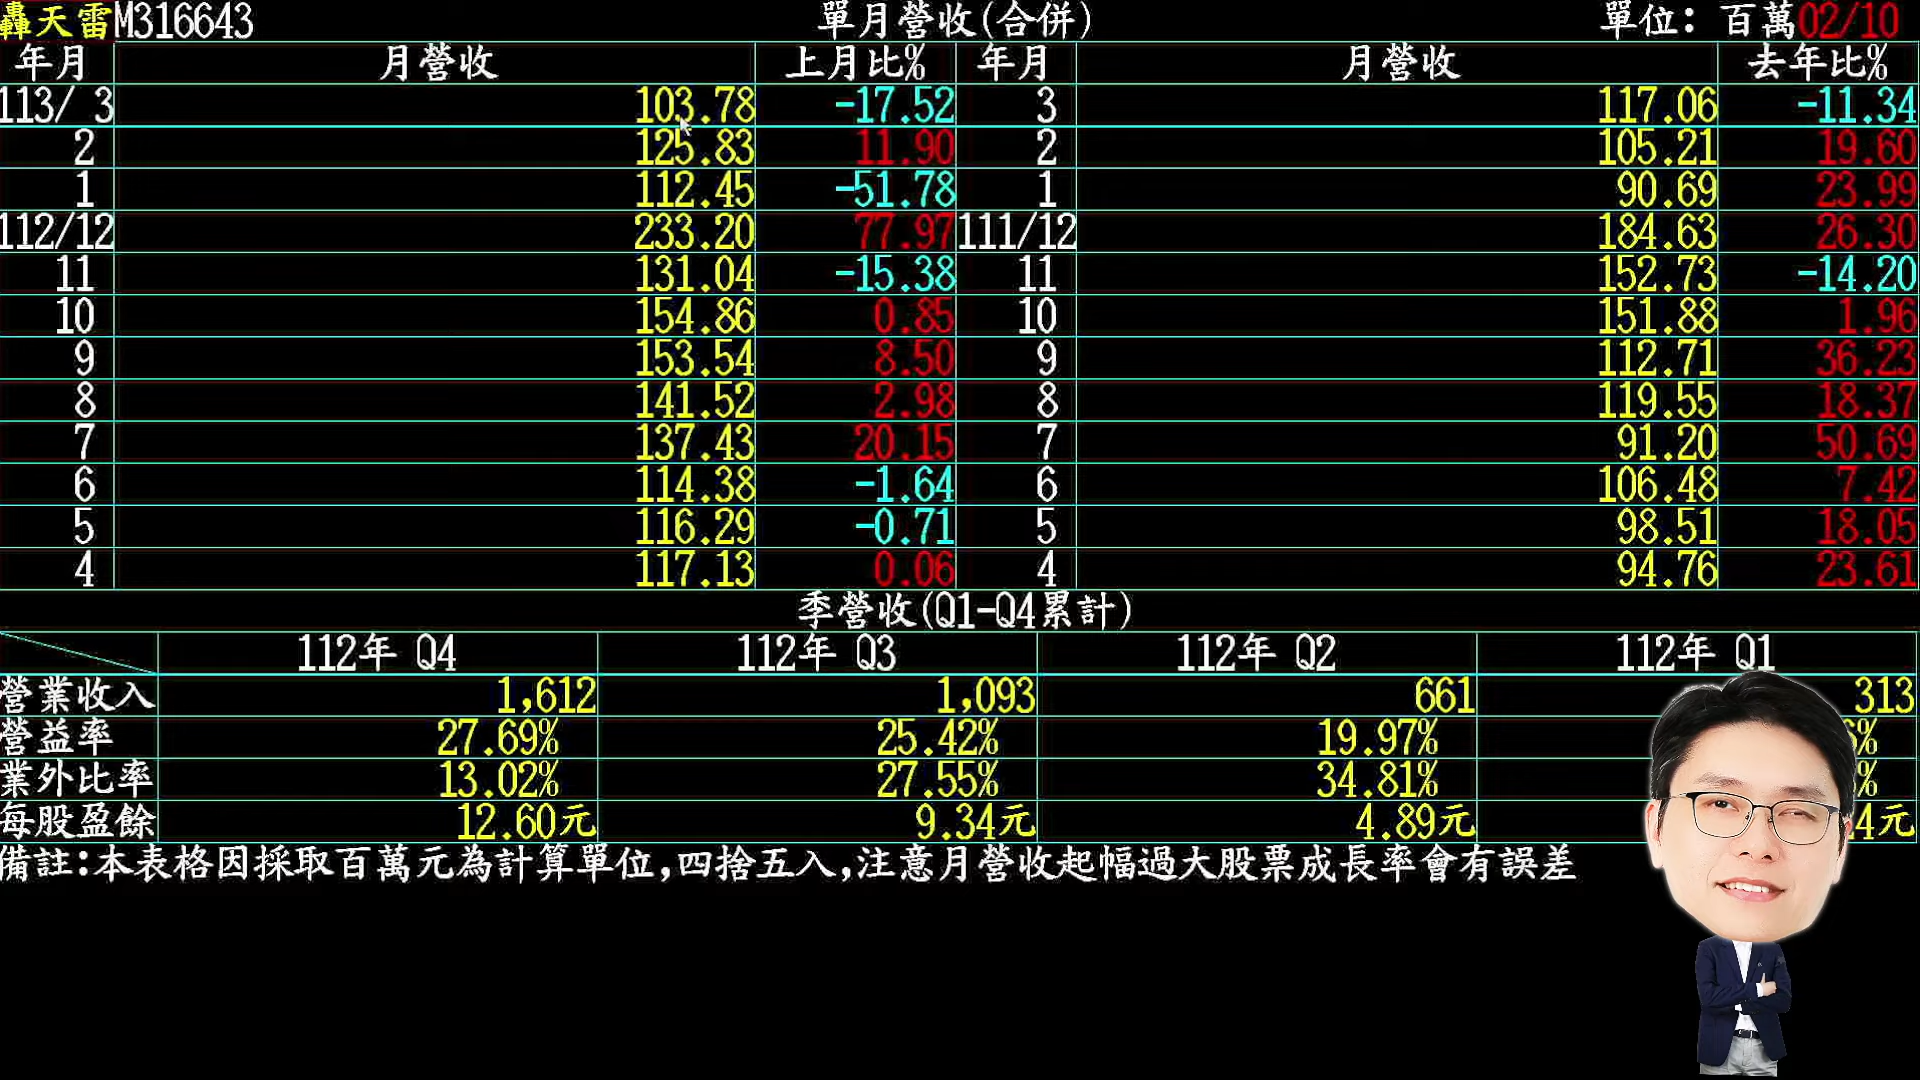 轟天雷M316643 單月營收(合併) 單位: 百萬02/10
年月 月營收 上月比% 年月 月營收 去年比%
113/ 3 103.78 -17.52 3 117.06 -11.34
2 125.83 11.90 2 105.21 19.60
1 112.45 -51.78 1 90.69 23.99
112/12 233.20 77.97 111/12 184.63 26.30
11 131.04 -15.38 11 152.73 -14.20
10 154.86 0.85 10 151.88 1.96
9 153.54 8.50 9 112.71 36.23
8 141.52 2.98 8 119.55 18.37
7 137.43 20.15 7 91.20 50.69
6 114.38 -1.64 6 106.48 7.42
5 116.29 -0.71 5 98.51 18.05
4 117.13 0.06 4 94.76 23.61
季營收(Q1-Q4累計)
112年 Q4 112年 Q3 112年 Q2 112年 Q1
營業收入 1,612 1,093 661 313
營益率 27.69% 25.42% 19.97% %
業外比率 13.02% 27.55% 34.81% %
每股盈餘 12.60元 9.34元 4.89元 4元
備註:本表格因採取百萬元為計算單位,四捨五入,注意月營收起幅過大股票成長率會有誤差